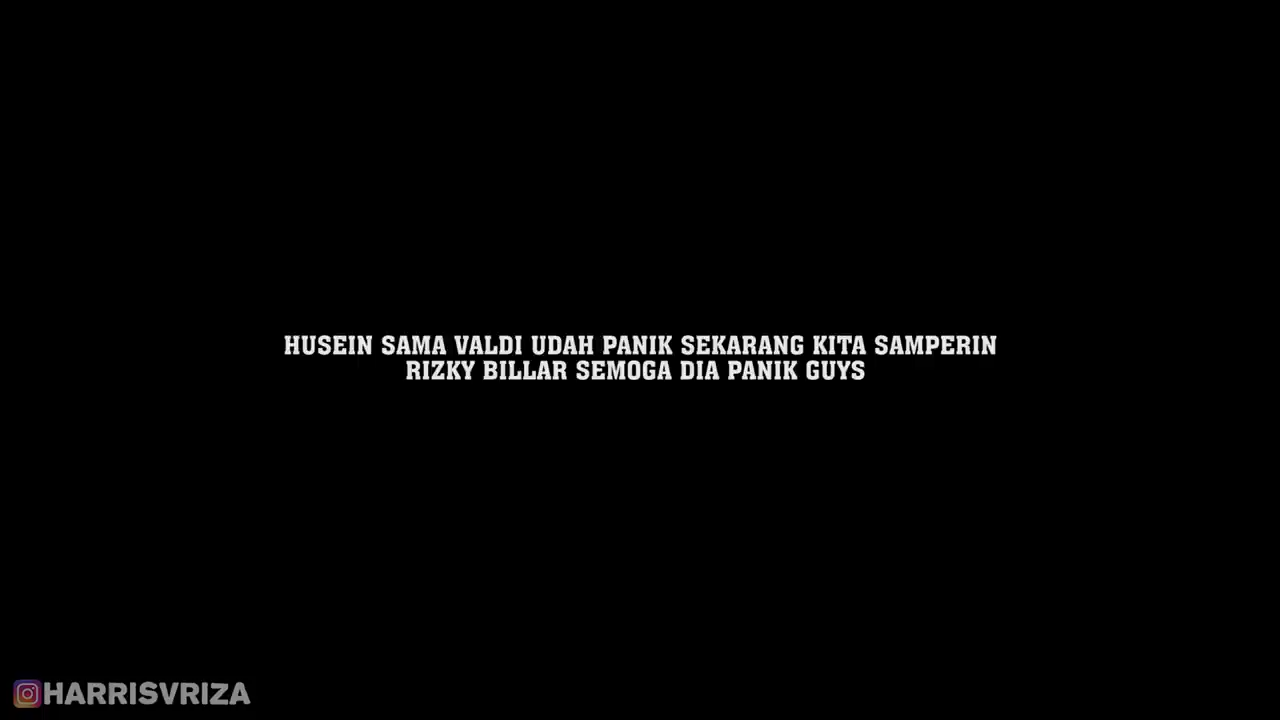 HUSEIN SAMA VALDI UDAH PANIK SEKARANG KITA SAMPERIN
RIZKY BILLAR SEMOGA DIA PANIK GUYS
HARRISVRIZA